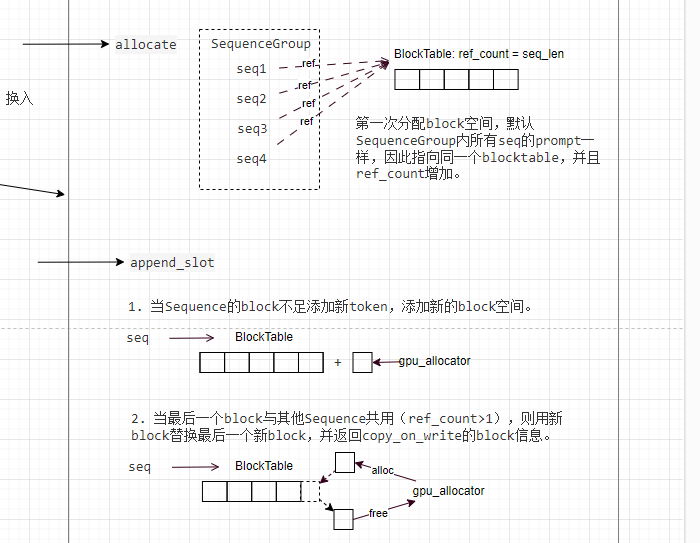 allocate
SequenceGroup
seq1
seq2
seq3
seq4
ref
ref
ref
ref
BlockTable: ref_count = seq_len
换入
第一次分配block空间，默认
SequenceGroup内所有seq的prompt一
样，因此指向同一个blocktable，并且
ref_count增加。
append_slot
1. 当Sequence的block不足添加新token，添加新的block空间。
seq
BlockTable
+
gpu_allocator
2. 当最后一个block与其他Sequence共用（ref_count>1），则用新
block替换最后一个新block，并返回copy_on_write的block信息。
seq
BlockTable
alloc
gpu_allocator
free